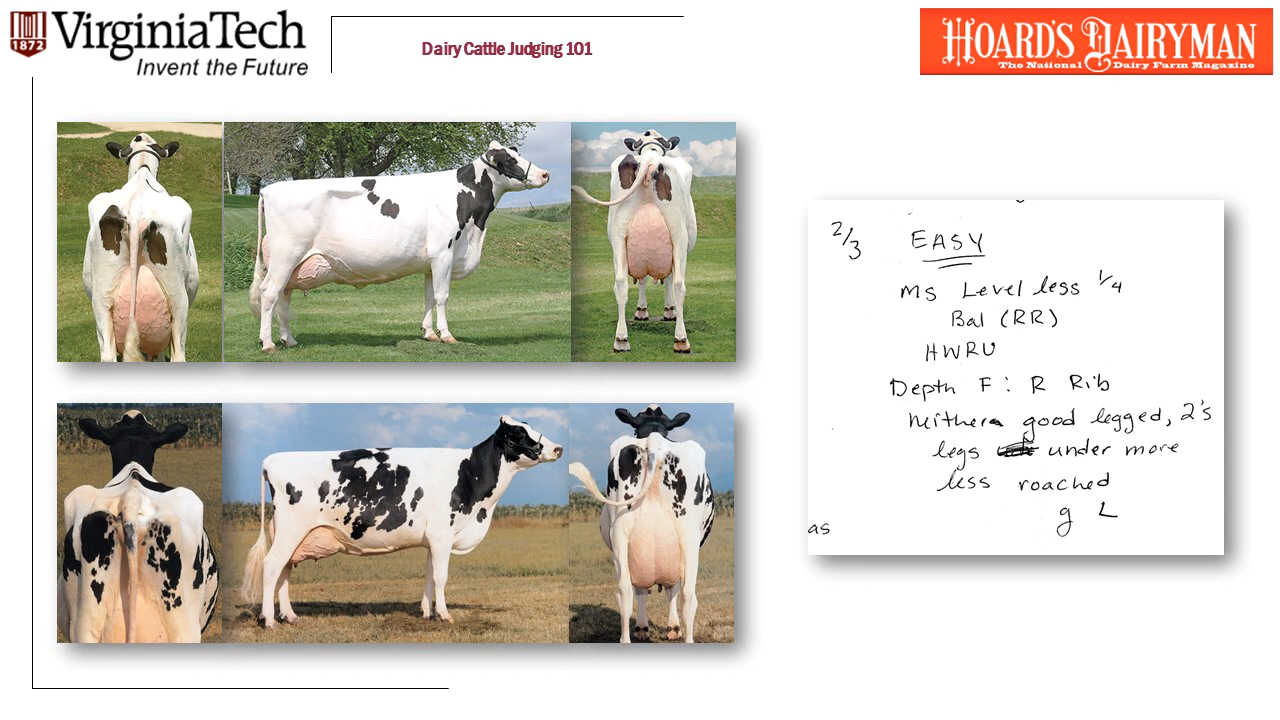 1872
VirginiaTech
Invent the Future
Dairy Cattle Judging 101
HOARD'S DAIRYMAN
The National Dairy Farm Magazine
2/3 EASY
MS Level less 1/4
Bal (RR)
HWRU
Depth F: R Rib
Neither good legged, 2's
legs under more
less roached
g L
as